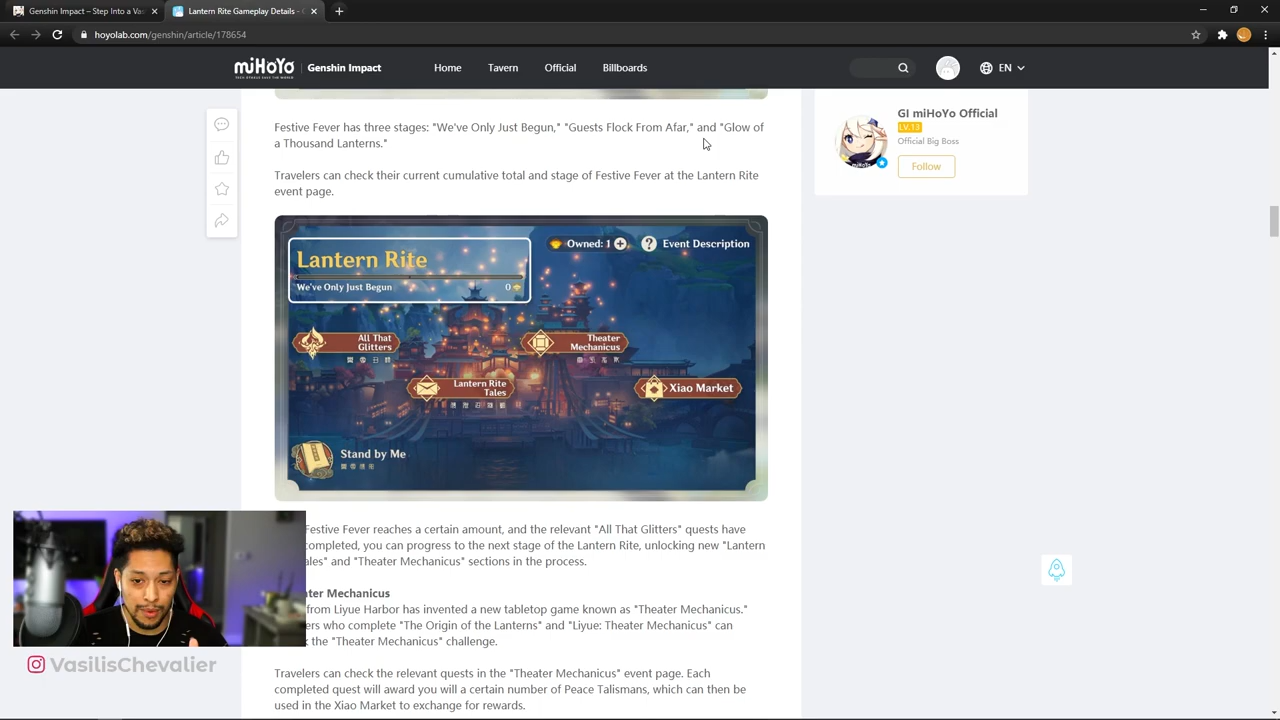 Genshin Impact – Step Into a Vas
Lantern Rite Gameplay Details -
hoyolab.com/genshin/article/178654
miHoYo
TECH OTAKUS SAVE THE WORLD
Genshin Impact
Home
Tavern
Official
Billboards
EN
Festive Fever has three stages: "We've Only Just Begun," "Guests Flock From Afar," and "Glow of
a Thousand Lanterns."
Travelers can check their current cumulative total and stage of Festive Fever at the Lantern Rite
event page.
GI miHoYo Official
LV.13
Official Big Boss
Follow
Lantern Rite
We've Only Just Begun
0
Owned: 1
Event Description
All That
Glitters
Theater
Mechanicus
Lantern Rite
Tales
Xiao Market
Stand by Me
Festive Fever reaches a certain amount, and the relevant "All That Glitters" quests have
completed, you can progress to the next stage of the Lantern Rite, unlocking new "Lantern
ales" and "Theater Mechanicus" sections in the process.
ter Mechanicus
from Liyue Harbor has invented a new tabletop game known as "Theater Mechanicus."
ers who complete "The Origin of the Lanterns" and "Liyue: Theater Mechanicus" can
the "Theater Mechanicus" challenge.
Travelers can check the relevant quests in the "Theater Mechanicus" event page. Each
completed quest will award you will a certain number of Peace Talismans, which can then be
used in the Xiao Market to exchange for rewards.
VasilisChevalier